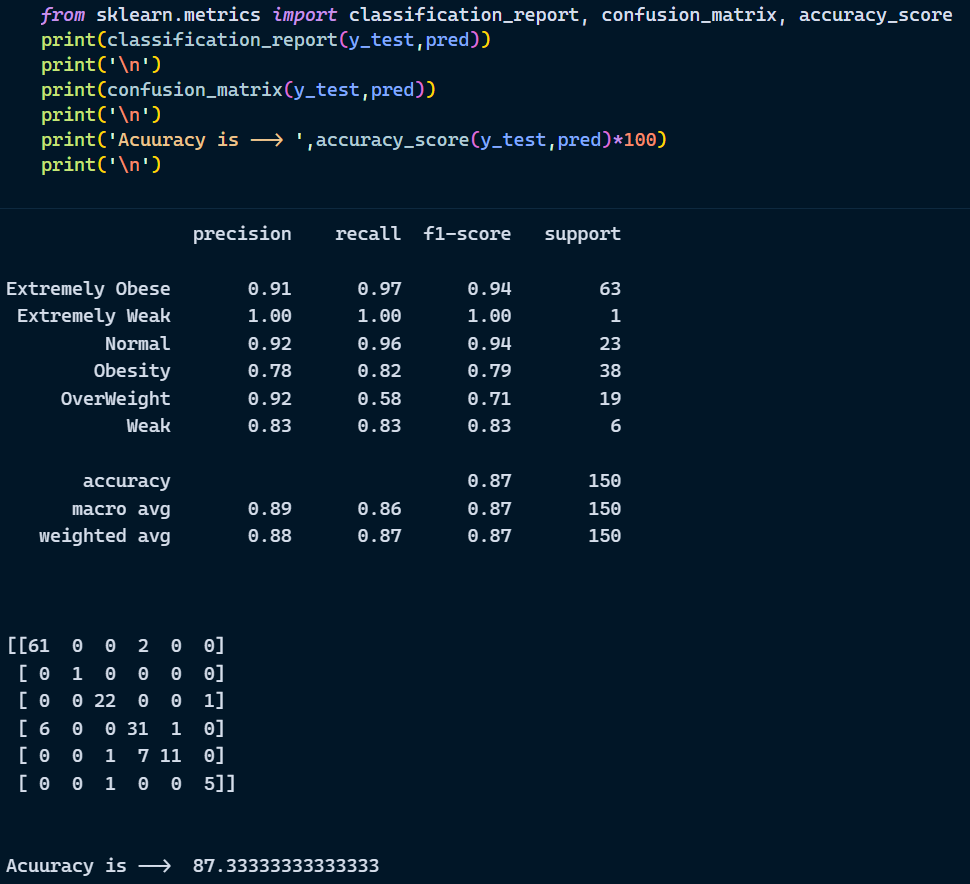 from sklearn.metrics import classification_report, confusion_matrix, accuracy_score
print(classification_report(y_test,pred))
print('\n')
print(confusion_matrix(y_test,pred))
print('\n')
print('Acuuracy is --> ',accuracy_score(y_test,pred)*100)
print('\n')
precision recall f1-score support
Extremely Obese 0.91 0.97 0.94 63
Extremely Weak 1.00 1.00 1.00 1
Normal 0.92 0.96 0.94 23
Obesity 0.78 0.82 0.79 38
OverWeight 0.92 0.58 0.71 19
Weak 0.83 0.83 0.83 6
accuracy 0.87 150
macro avg 0.89 0.86 0.87 150
weighted avg 0.88 0.87 0.87 150
[[61 0 0 2 0 0]
[ 0 1 0 0 0 0]
[ 0 0 22 0 0 1]
[ 6 0 0 31 1 0]
[ 0 0 1 7 11 0]
[ 0 0 1 0 0 5]]
Acuuracy is --> 87.33333333333333